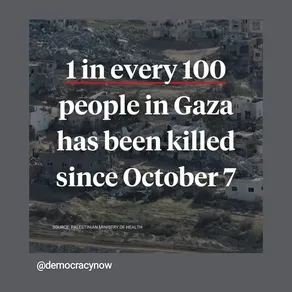 1 in every 100
people in Gaza
has been killed
since October 7
SOURCE: PALESTINIAN MINISTRY OF HEALTH
@democracynow